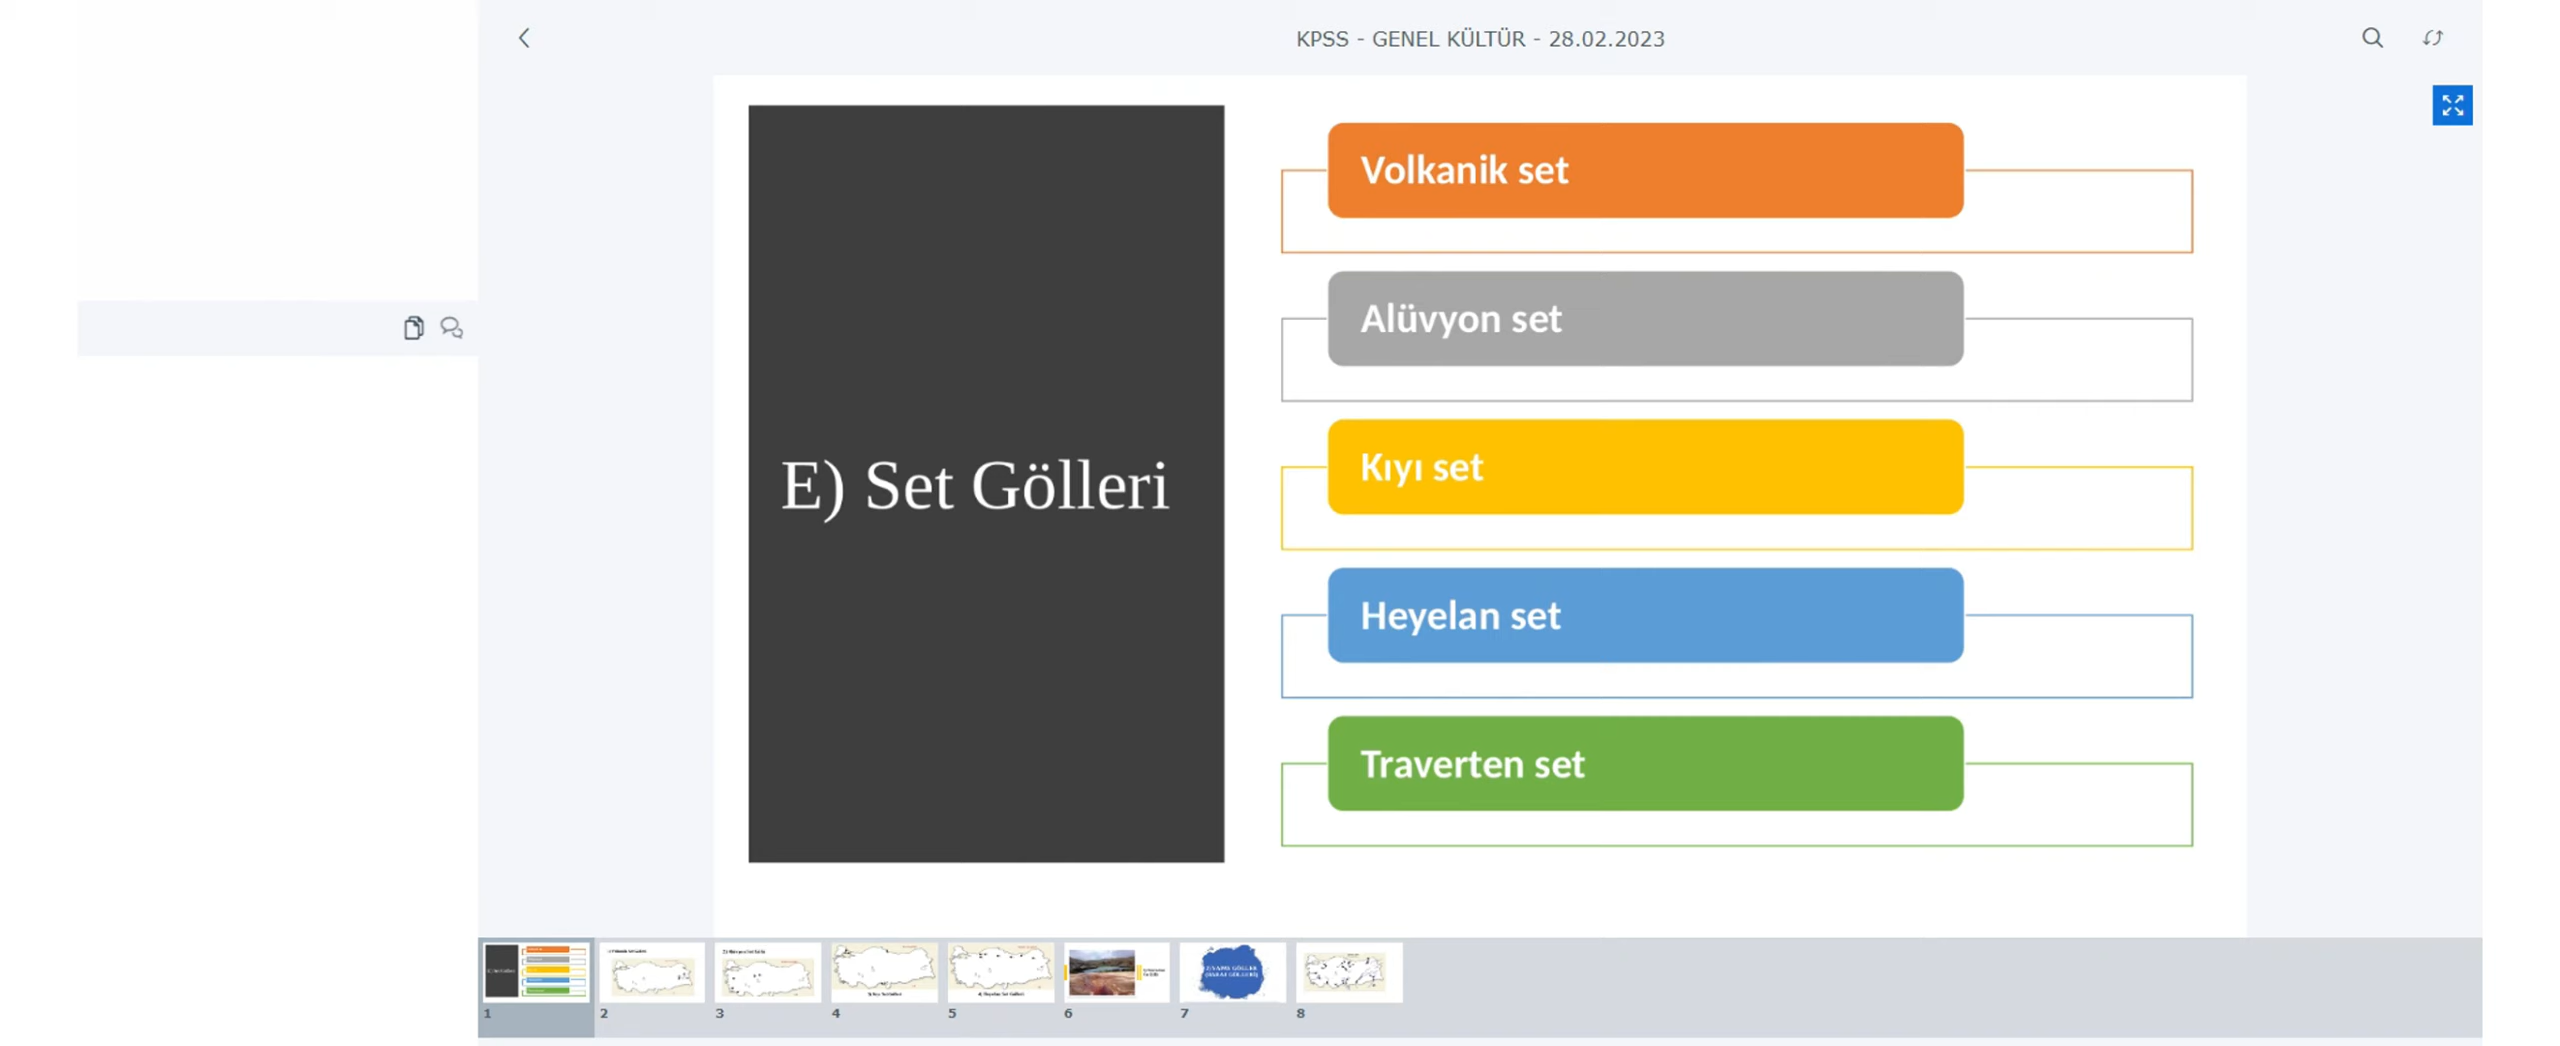 KPSS - GENEL KÜLTÜR - 28.02.2023
E) Set Gölleri
Volkanik set
Alüvyon set
Kıyı set
Heyelan set
Traverten set
1
2
3
4
5
6
7
8